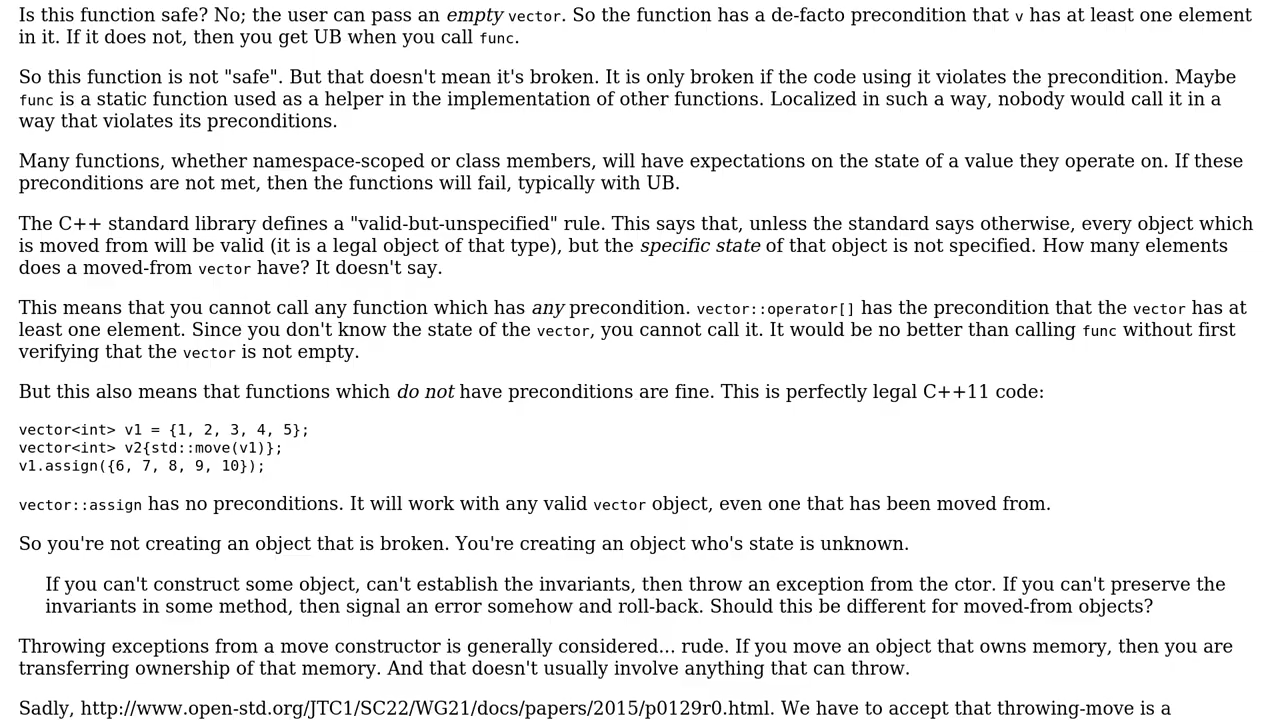 Is this function safe? No; the user can pass an empty vector. So the function has a de-facto precondition that v has at least one element
in it. If it does not, then you get UB when you call func.
So this function is not "safe". But that doesn't mean it's broken. It is only broken if the code using it violates the precondition. Maybe
func is a static function used as a helper in the implementation of other functions. Localized in such a way, nobody would call it in a
way that violates its preconditions.
Many functions, whether namespace-scoped or class members, will have expectations on the state of a value they operate on. If these
preconditions are not met, then the functions will fail, typically with UB.
The C++ standard library defines a "valid-but-unspecified" rule. This says that, unless the standard says otherwise, every object which
is moved from will be valid (it is a legal object of that type), but the specific state of that object is not specified. How many elements
does a moved-from vector have? It doesn't say.
This means that you cannot call any function which has any precondition. vector::operator[] has the precondition that the vector has at
least one element. Since you don't know the state of the vector, you cannot call it. It would be no better than calling func without first
verifying that the vector is not empty.
But this also means that functions which do not have preconditions are fine. This is perfectly legal C++11 code:
vector<int> v1 = {1, 2, 3, 4, 5};
vector<int> v2{std::move(v1)};
v1.assign({6, 7, 8, 9, 10});
vector::assign has no preconditions. It will work with any valid vector object, even one that has been moved from.
So you're not creating an object that is broken. You're creating an object who's state is unknown.
If you can't construct some object, can't establish the invariants, then throw an exception from the ctor. If you can't preserve the
invariants in some method, then signal an error somehow and roll-back. Should this be different for moved-from objects?
Throwing exceptions from a move constructor is generally considered... rude. If you move an object that owns memory, then you are
transferring ownership of that memory. And that doesn't usually involve anything that can throw.
Sadly, http://www.open-std.org/JTC1/SC22/WG21/docs/papers/2015/p0129r0.html. We have to accept that throwing-move is a